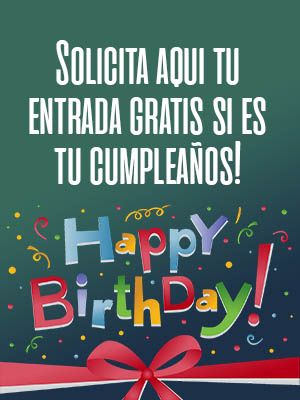 SOLICITA AQUI TU
ENTRADA GRATIS SI ES
TU CUMPLEAÑOS!
Happy
BirthDay!